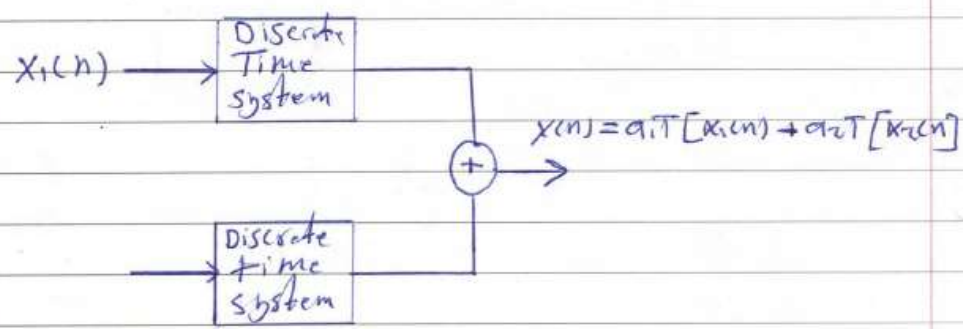 Discrete
Time
system
X₁(n)
y(n) = a₁T[x₁(n) + a₂T[x₂(n]
+
Discrete
time
system